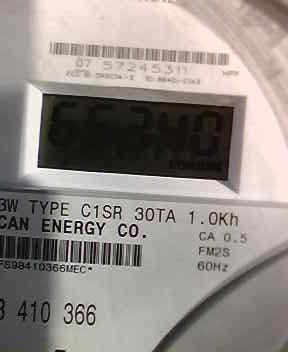 07 57245311
66340
3W TYPE C1SR 30TA 1.0Kh
CAN ENERGY CO.
CA 0.5
FM2S
60Hz
FS98410366MEC*
3 410 366